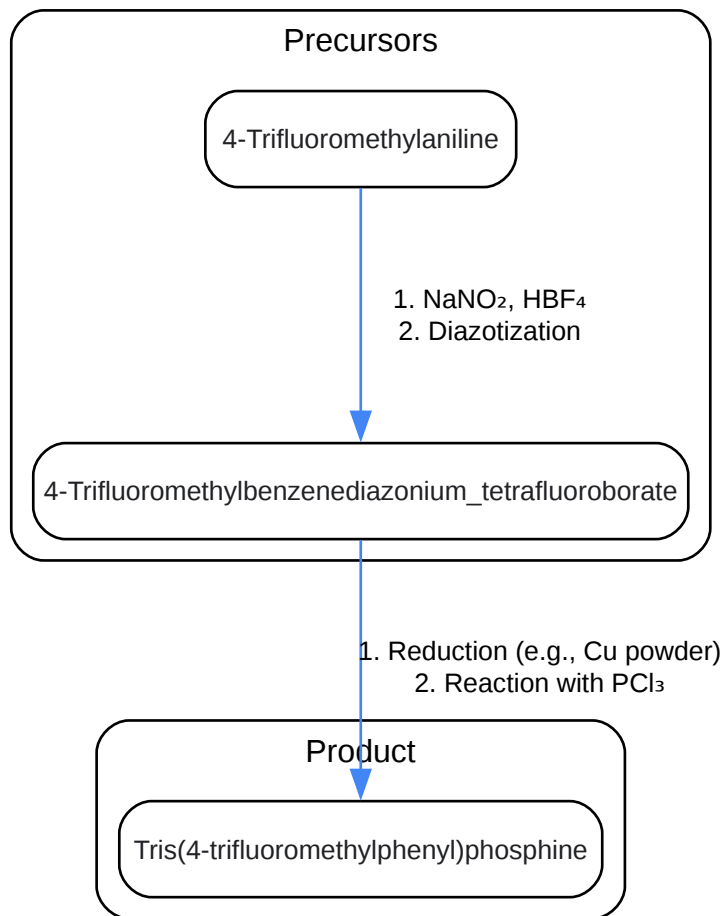 Precursors
4-Trifluoromethylaniline
1. NaNO₂, HBF₄
2. Diazotization
4-Trifluoromethylbenzenediazonium_tetrafluoroborate
1. Reduction (e.g., Cu powder)
2. Reaction with PCl₃
Product
Tris(4-trifluoromethylphenyl)phosphine